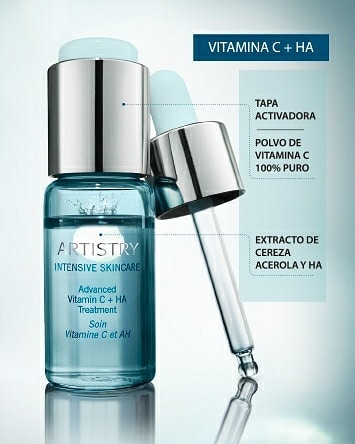 VITAMINA C + HA
TAPA
ACTIVADORA
POLVO DE
VITAMINA C
100% PURO
EXTRACTO DE
CEREZA
ACEROLA Y HA
ARTISTRY
INTENSIVE SKINCARE
Advanced
Vitamin C + HA
Treatment
Soin
Vitamine C et AH